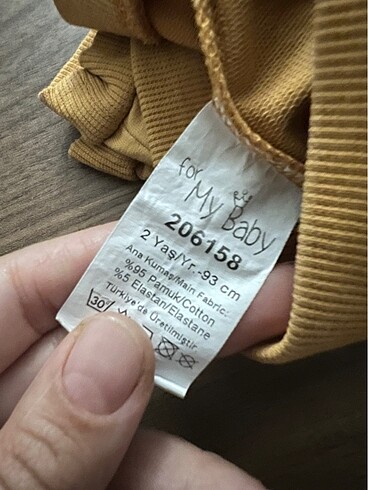 for
My Baby
206158
2 Yaş/Yr.-93 cm
Ana Kumaş/Main Fabric:
%95 Pamuk/Cotton
%5 Elastan/Elastane
Türkiye'de Üretilmiştir
30°